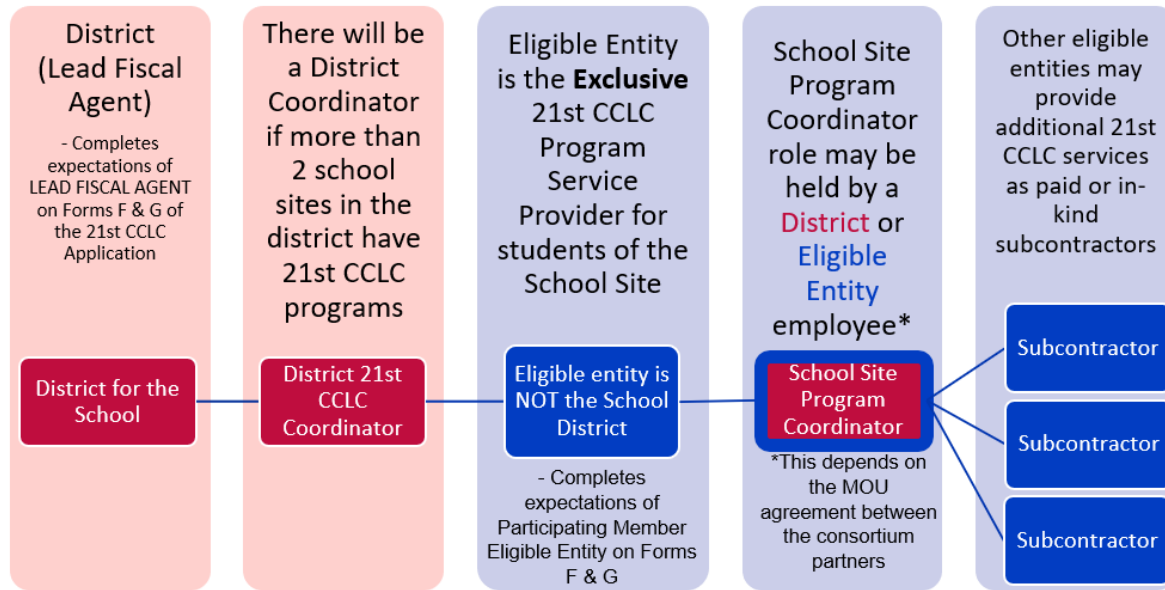 District
(Lead Fiscal
Agent)
- Completes
expectations of
LEAD FISCAL AGENT
on Forms F & G of
the 21st CCLC
Application
District for the
School
There will be
a District
Coordinator
if more than
2 school
sites in the
district have
21st CCLC
programs
District 21st
CCLC
Coordinator
Eligible Entity
is the Exclusive
21st CCLC
Program
Service
Provider for
students of the
School Site
Eligible entity is
NOT the School
District
- Completes
expectations of
Participating Member
Eligible Entity on Forms
F & G
School Site
Program
Coordinator
role may be
held by a
District or
Eligible
Entity
employee*
School Site
Program
Coordinator
*This depends on
the MOU
agreement between
the consortium
partners
Other eligible
entities may
provide
additional 21st
CCLC services
as paid or in-
kind
subcontractors
Subcontractor
Subcontractor
Subcontractor